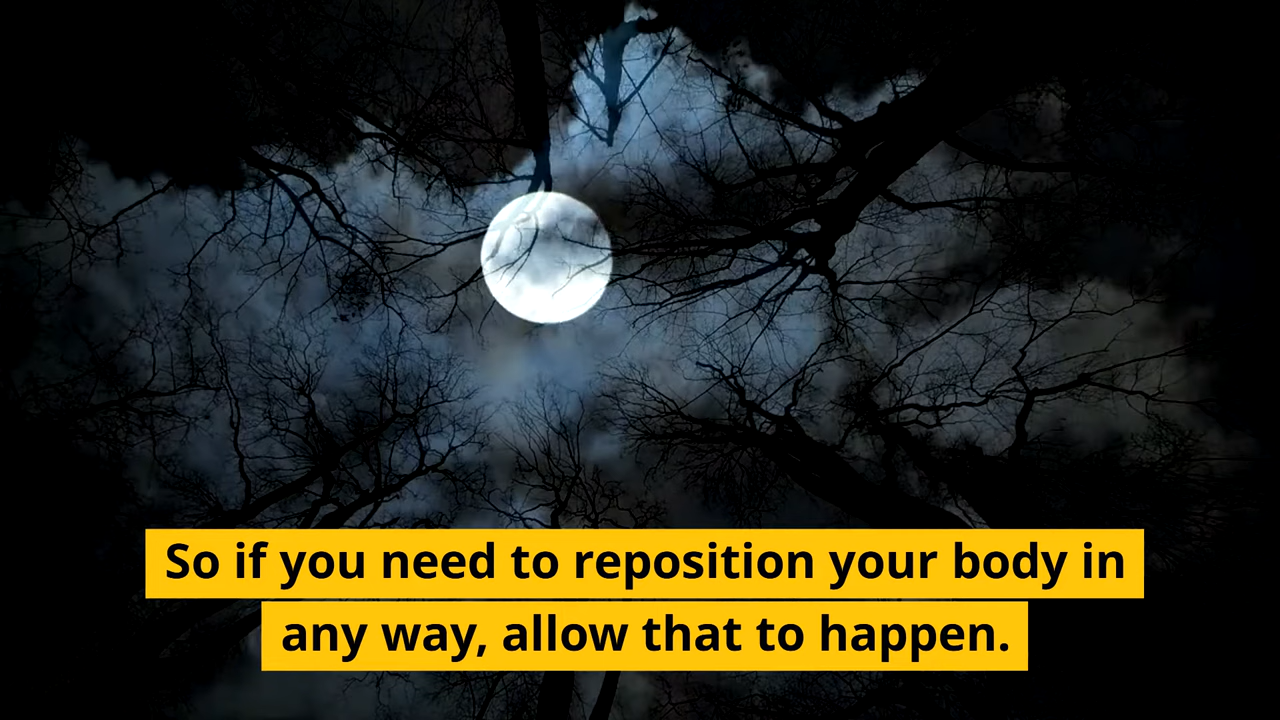 So if you need to reposition your body in
any way, allow that to happen.